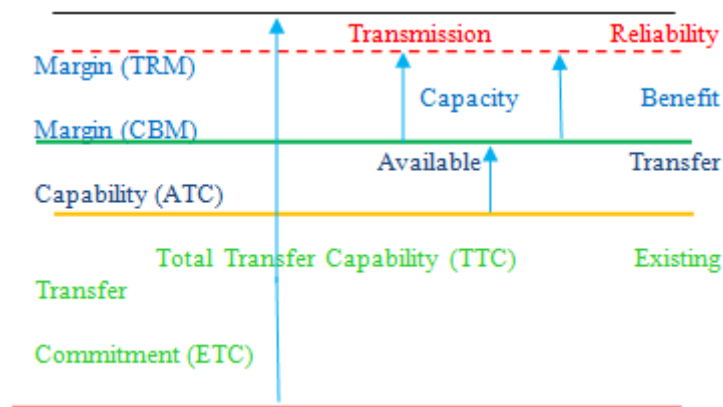 Transmission Reliability
Margin (TRM)
Capacity Benefit
Margin (CBM)
Available Transfer
Capability (ATC)
Total Transfer Capability (TTC) Existing
Transfer
Commitment (ETC)